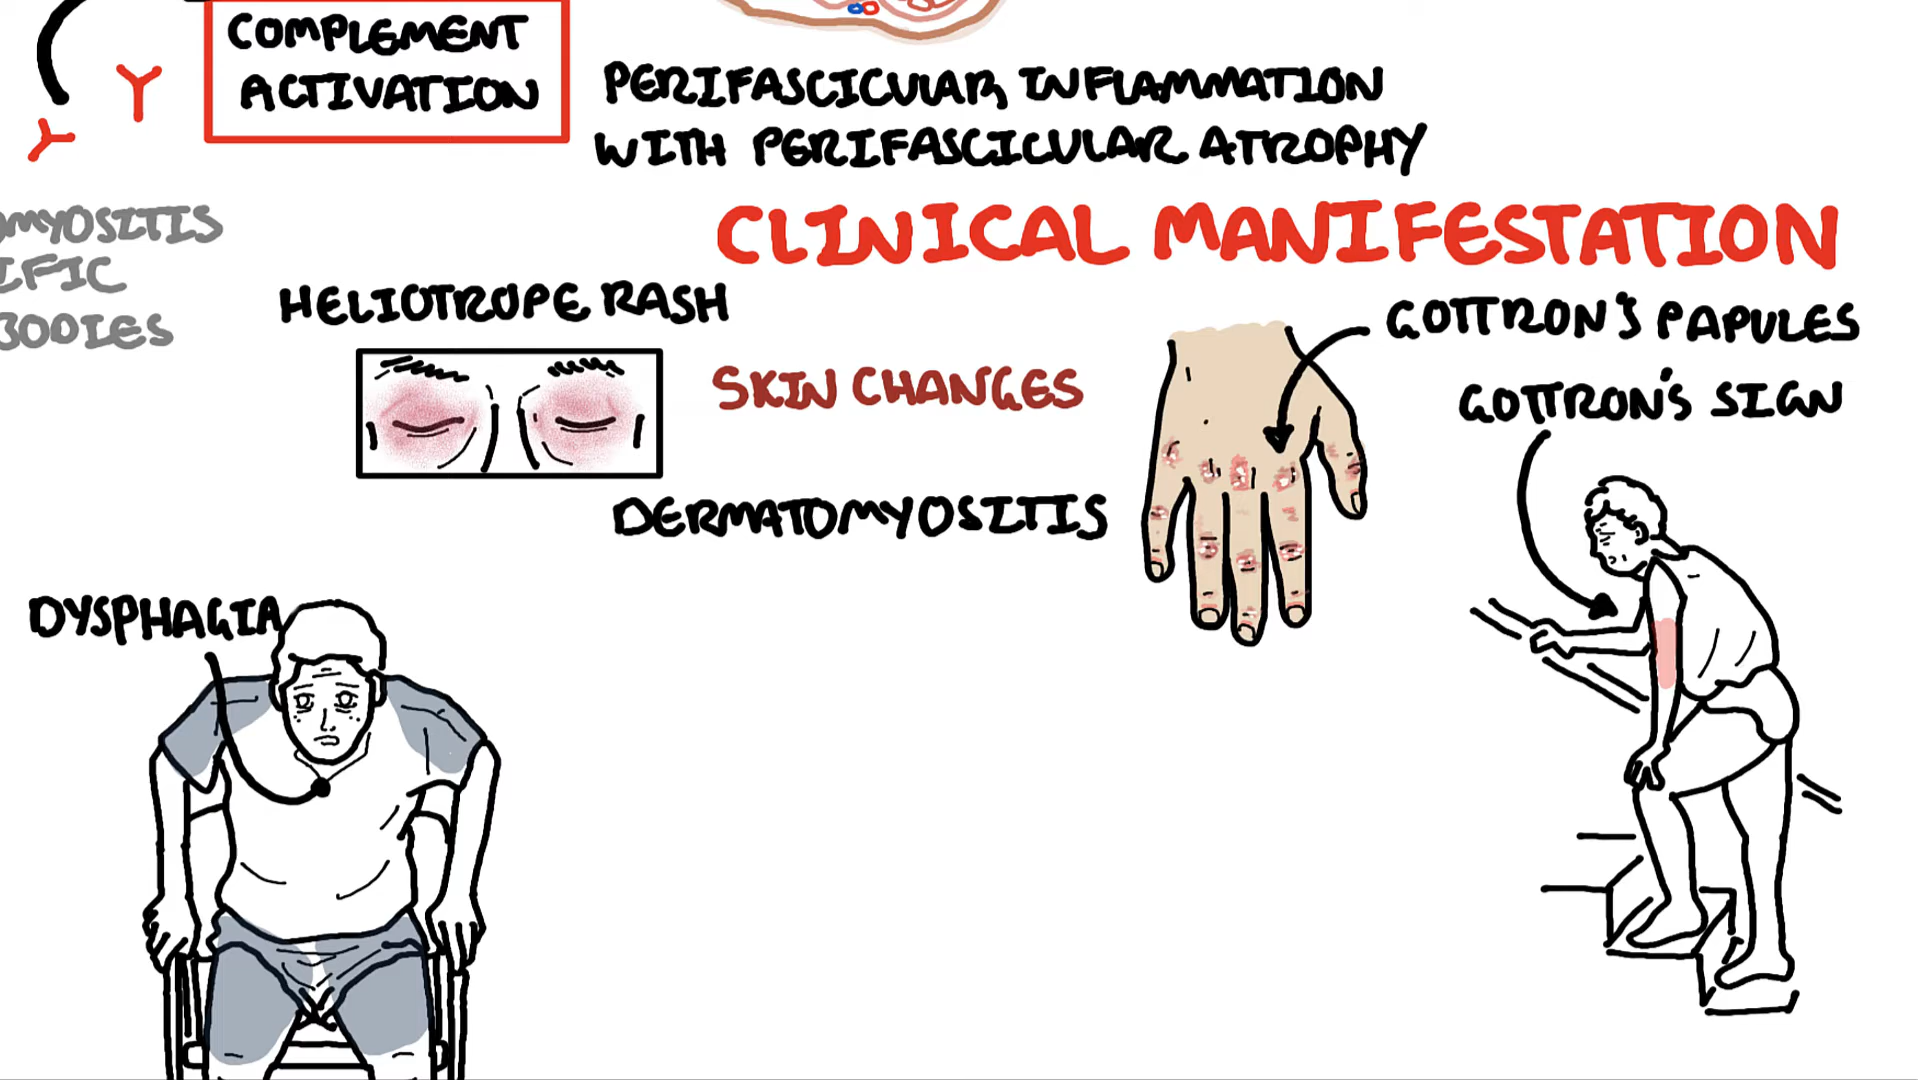 COMPLEMENT
ACTIVATION
PERIFASCICULAR INFLAMMATION
WITH PERIFASCICULAR ATROPHY
CLINICAL MANIFESTATION
HELIOTROPE RASH
SKIN CHANGES
GOTTRON'S PAPULES
GOTTRON'S SIGN
DERMATOMYOSITIS
DYSPHAGIA